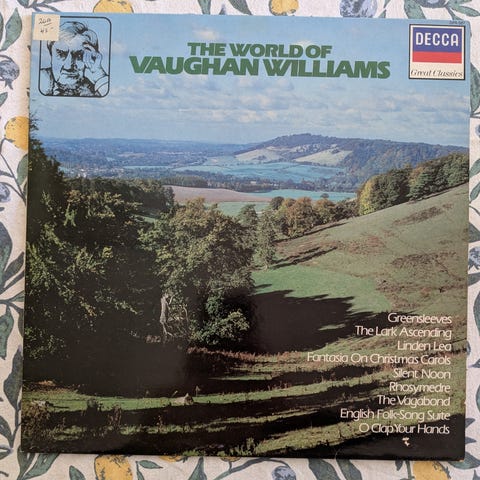 THE WORLD OF
VAUGHAN WILLIAMS
DECCA
Great Classics
Greensleeves
The Lark Ascending
Linden Lea
Fantasia On Christmas Carols
Silent Noon
Rhosymedre
The Vagabond
English Folk-Song Suite
O Clap Your Hands